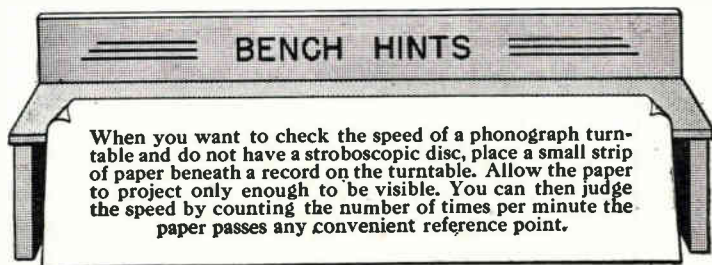 BENCH HINTS
When you want to check the speed of a phonograph turn-
table and do not have a stroboscopic disc, place a small strip
of paper beneath a record on the turntable. Allow the paper
to project only enough to be visible. You can then judge
the speed by counting the number of times per minute the
paper passes any convenient reference point.